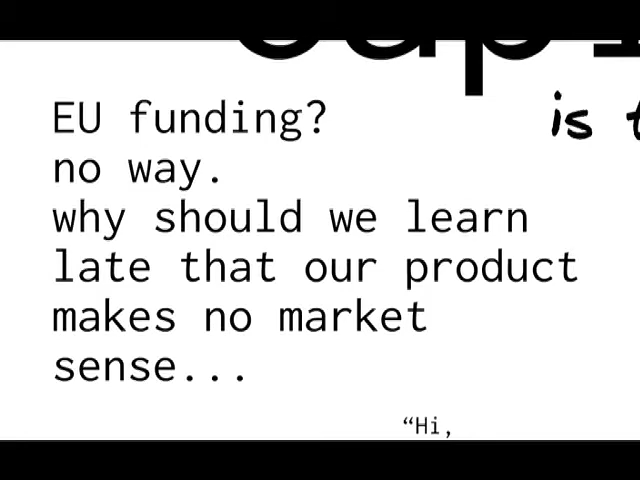 is
EU funding?
no way.
why should we learn
late that our product
makes no market
sense...
“Hi,